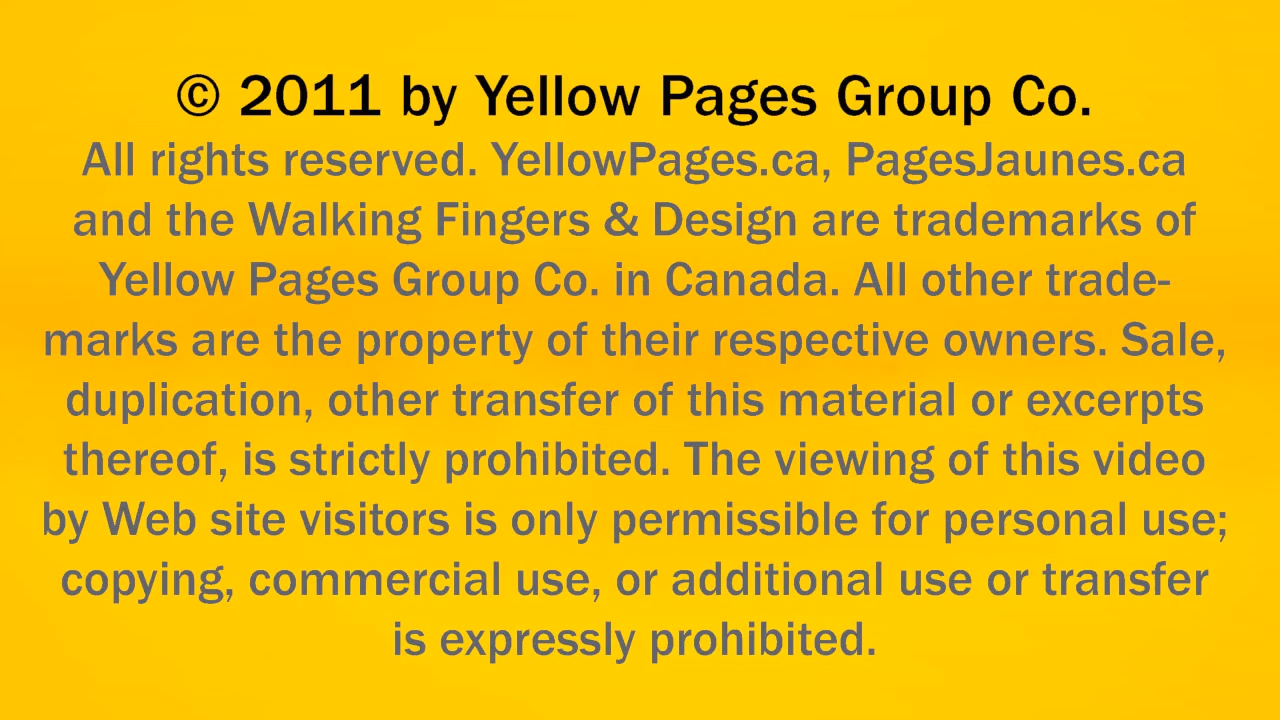 © 2011 by Yellow Pages Group Co.
All rights reserved. YellowPages.ca, PagesJaunes.ca
and the Walking Fingers & Design are trademarks of
Yellow Pages Group Co. in Canada. All other trade-
marks are the property of their respective owners. Sale,
duplication, other transfer of this material or excerpts
thereof, is strictly prohibited. The viewing of this video
by Web site visitors is only permissible for personal use;
copying, commercial use, or additional use or transfer
is expressly prohibited.